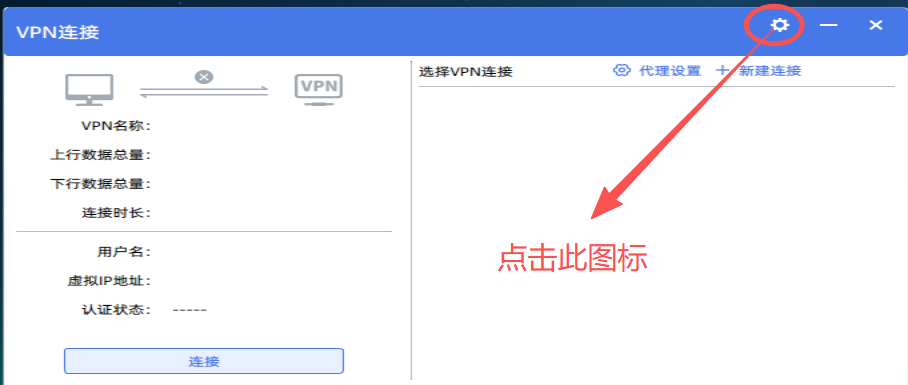 VPN连接
VPN
VPN名称：
上行数据总量：
下行数据总量：
连接时长：
用户名：
虚拟IP地址：
认证状态： -----
连接
选择VPN连接 代理设置 新建连接
点击此图标